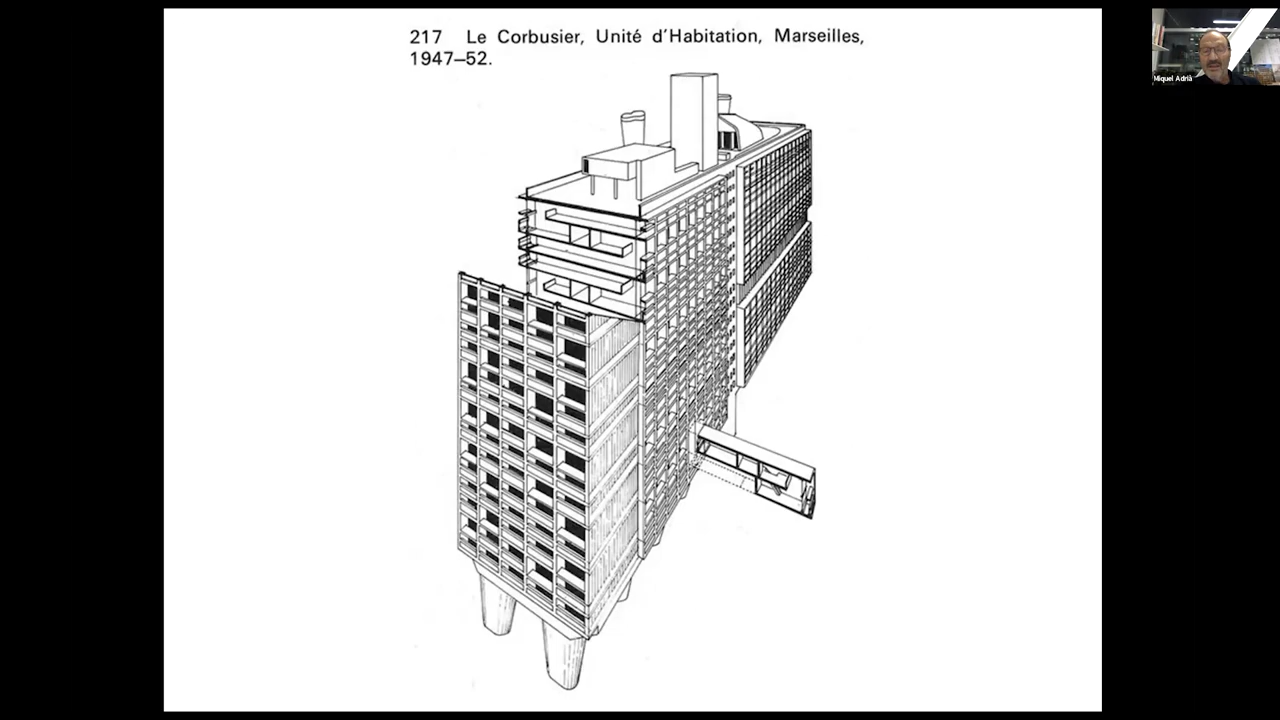 217 Le Corbusier, Unité d'Habitation, Marseilles,
1947–52.
Miquel Adrià